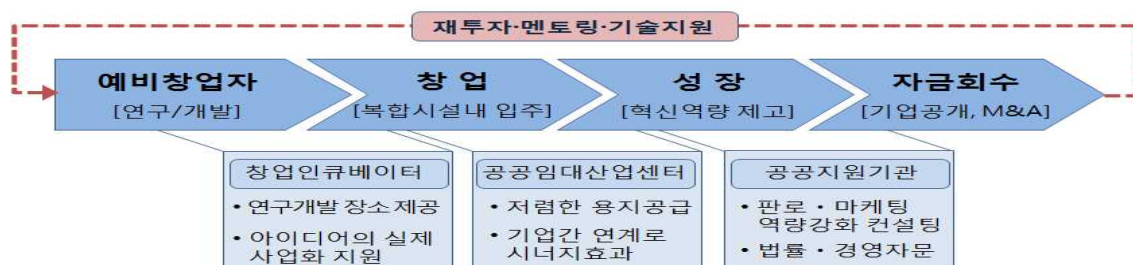 재투자·멘토링·기술지원
예비창업자
[연구/개발]
창 업
[복합시설내 입주]
성 장
[혁신역량 제고]
자금회수
[기업공개, M&A]
창업인큐베이터
• 연구개발 장소 제공
• 아이디어의 실제
사업화 지원
공공임대산업센터
• 저렴한 용지공급
• 기업간 연계로
시너지효과
공공지원기관
• 판로 · 마케팅
역량강화 컨설팅
• 법률 · 경영자문